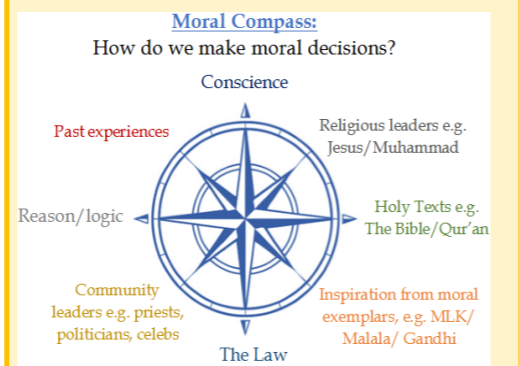 Moral Compass:
How do we make moral decisions?
Conscience
Past experiences
Religious leaders e.g.
Jesus/Muhammad
Reason/logic
Holy Texts e.g.
The Bible/Qur'an
Community
leaders e.g. priests,
politicians, celebs
Inspiration from moral
exemplars, e.g. MLK/
Malala/ Gandhi
The Law